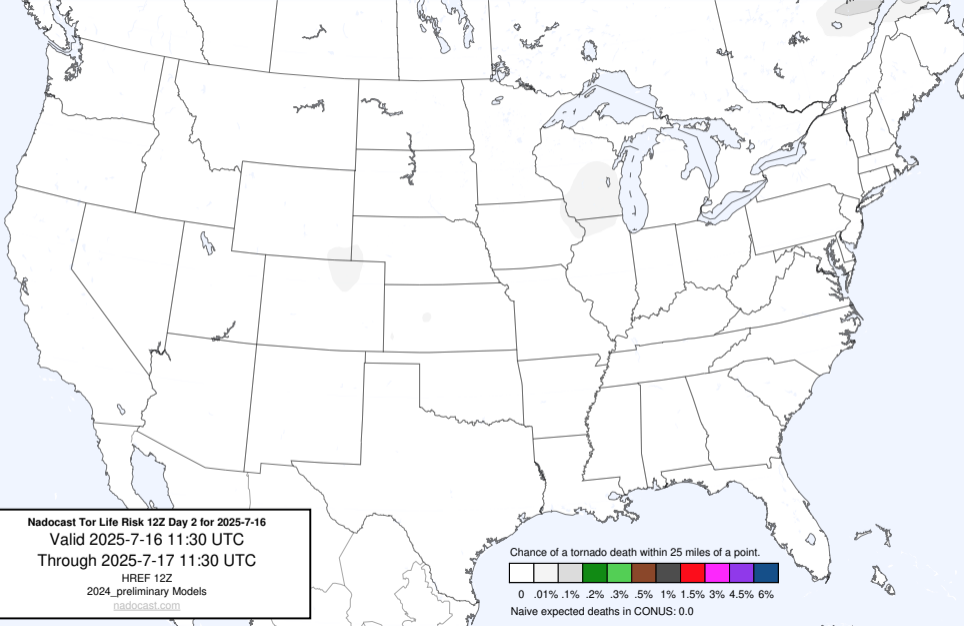 Nadocast Tor Life Risk 12Z Day 2 for 2025-7-16
Valid 2025-7-16 11:30 UTC
Through 2025-7-17 11:30 UTC
HREF 12Z
2024_preliminary Models
nadocast.com
Chance of a tornado death within 25 miles of a point.
0 .01% .1% .2% .3% .5% 1% 1.5% 3% 4.5% 6%
Naive expected deaths in CONUS: 0.0